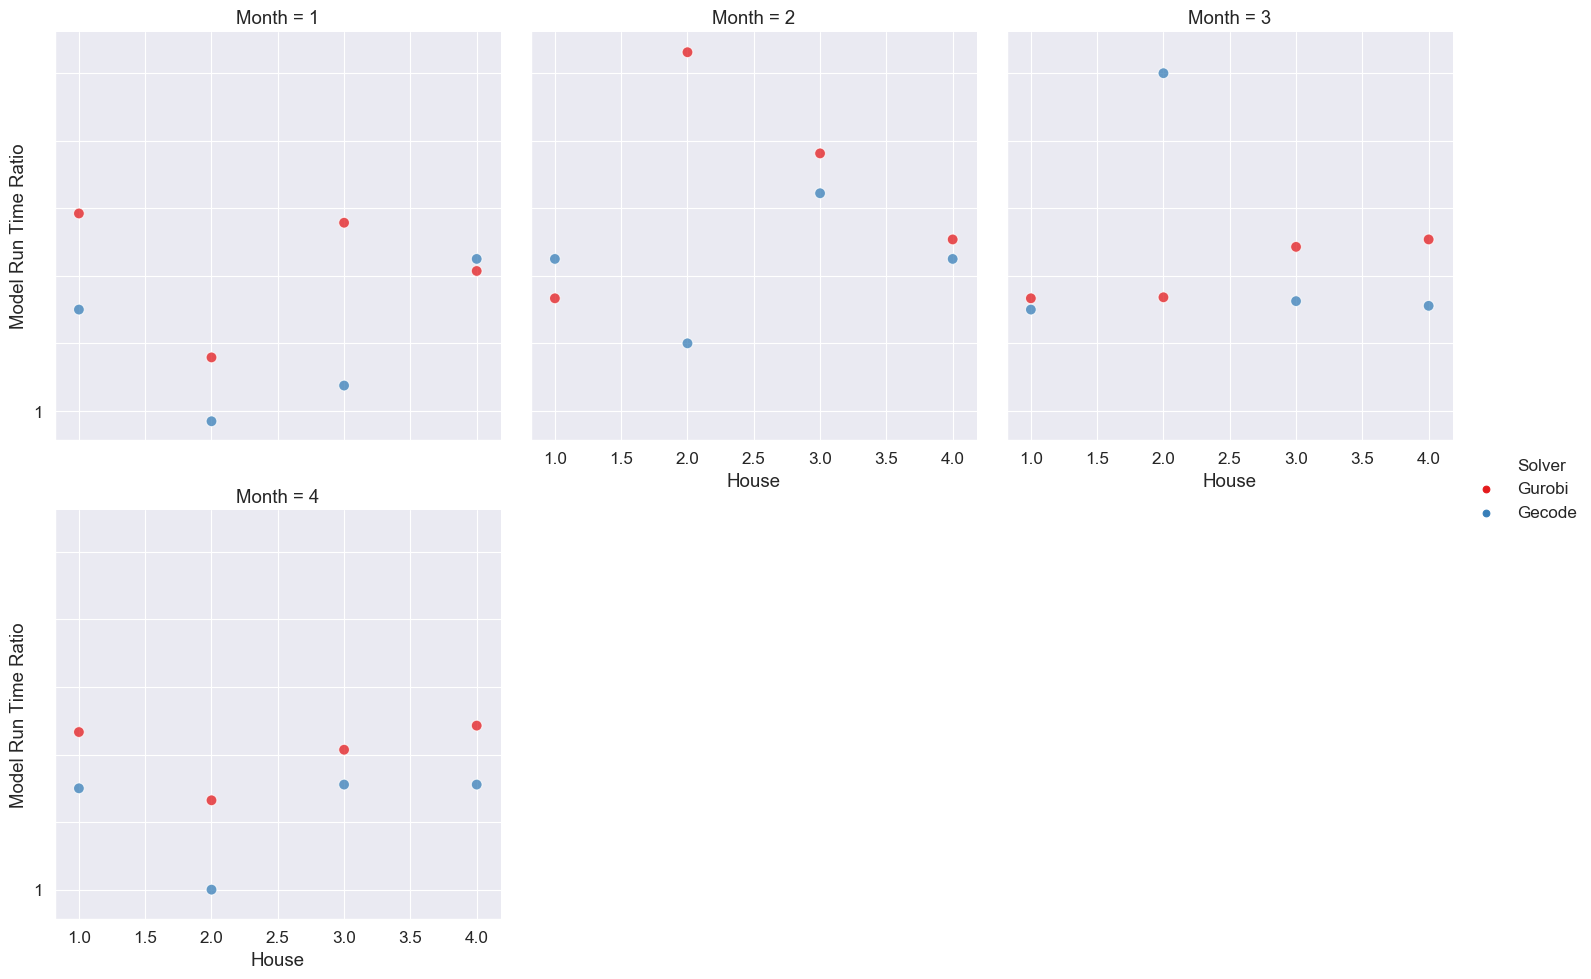 Month = 1
Month = 2
Month = 3
Model Run Time Ratio
1
1.0 1.5 2.0 2.5 3.0 3.5 4.0
House
1.0 1.5 2.0 2.5 3.0 3.5 4.0
House
Solver
Gurobi
Gecode
Month = 4
Model Run Time Ratio
1
1.0 1.5 2.0 2.5 3.0 3.5 4.0
House